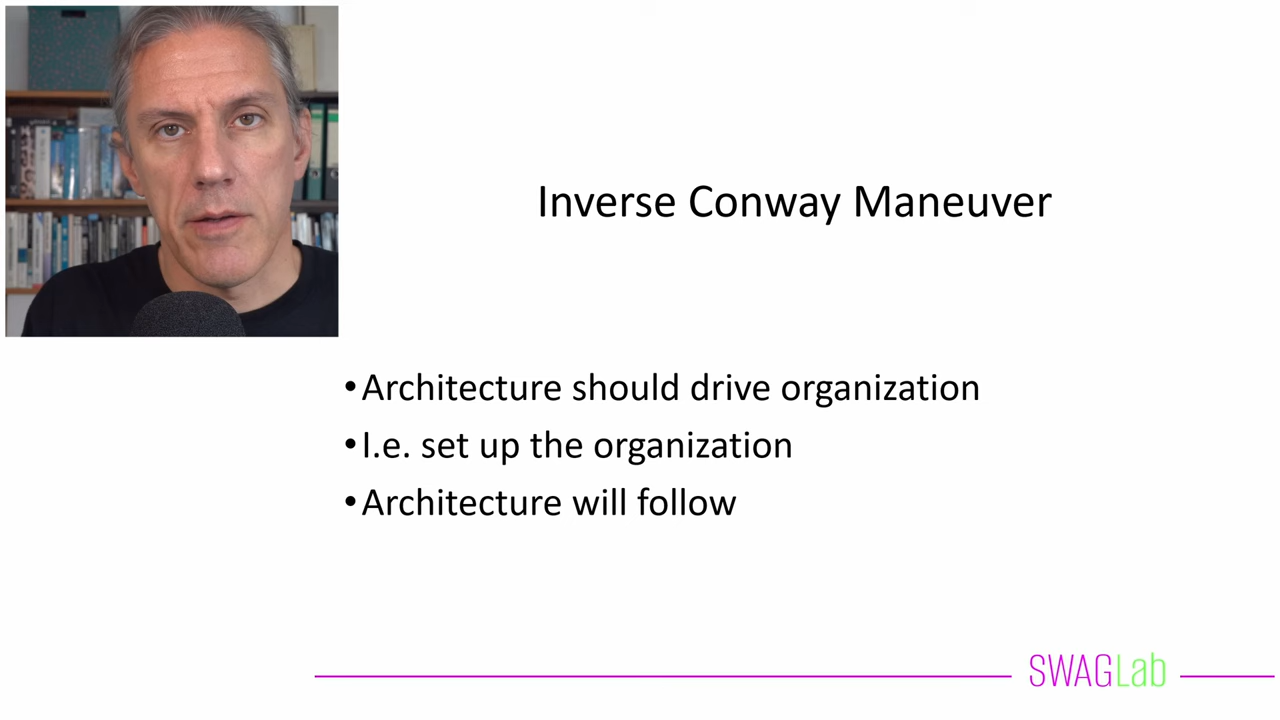 Inverse Conway Maneuver
•Architecture should drive organization
•I.e. set up the organization
•Architecture will follow
SWAGLab